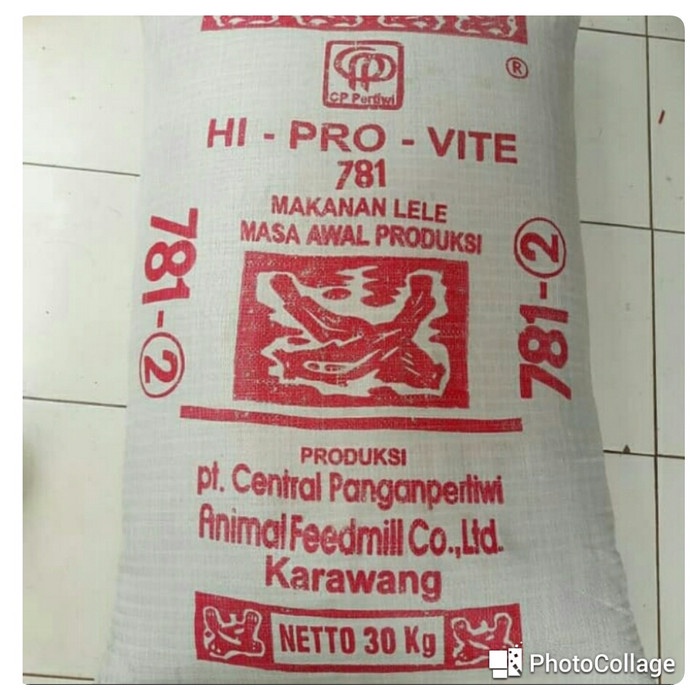 CP Pertiwi
®
HI - PRO - VITE
781
MAKANAN LELE
MASA AWAL PRODUKSI
781-2
781-2
PRODUKSI
pt. Central Panganpertiwi
Animal Feedmill Co.,Ltd.
Karawang
NETTO 30 Kg
PhotoCollage